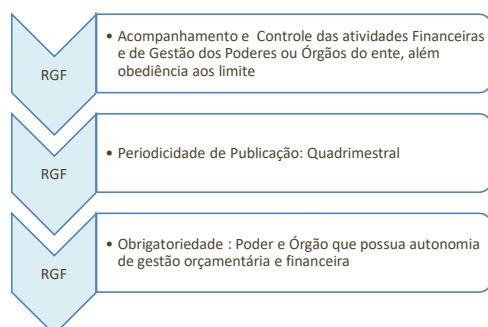 RGF
• Acompanhamento e Controle das atividades Financeiras
e de Gestão dos Poderes ou Órgãos do ente, além
obediência aos limite
RGF
• Periodicidade de Publicação: Quadrimestral
RGF
• Obrigatoriedade : Poder e Órgão que possua autonomia
de gestão orçamentária e financeira